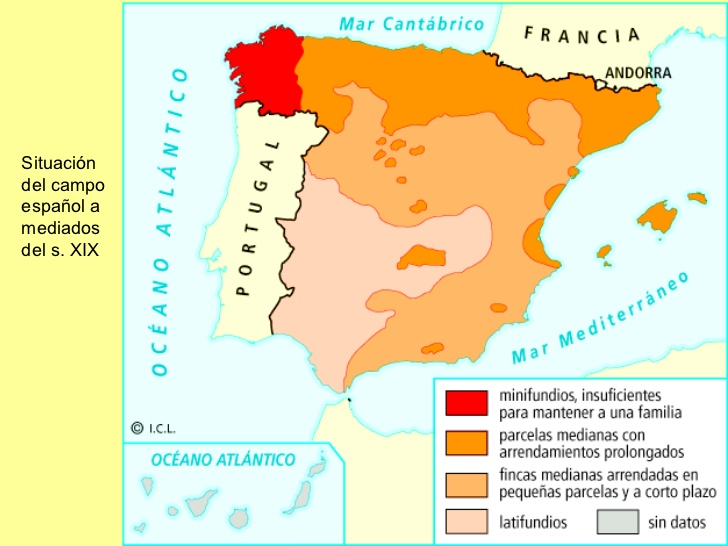 Situación
del campo
español a
mediados
del s. XIX
Mar Cantábrico
FRANCIA
ANDORRA
OCÉANO ATLÁNTICO
PORTUGAL
Mar Mediterráneo
© I.C.L.
OCÉANO ATLÁNTICO
minifundios, insuficientes
para mantener a una familia
parcelas medianas con
arrendamientos prolongados
fincas medianas arrendadas en
pequeñas parcelas y a corto plazo
latifundios
sin datos